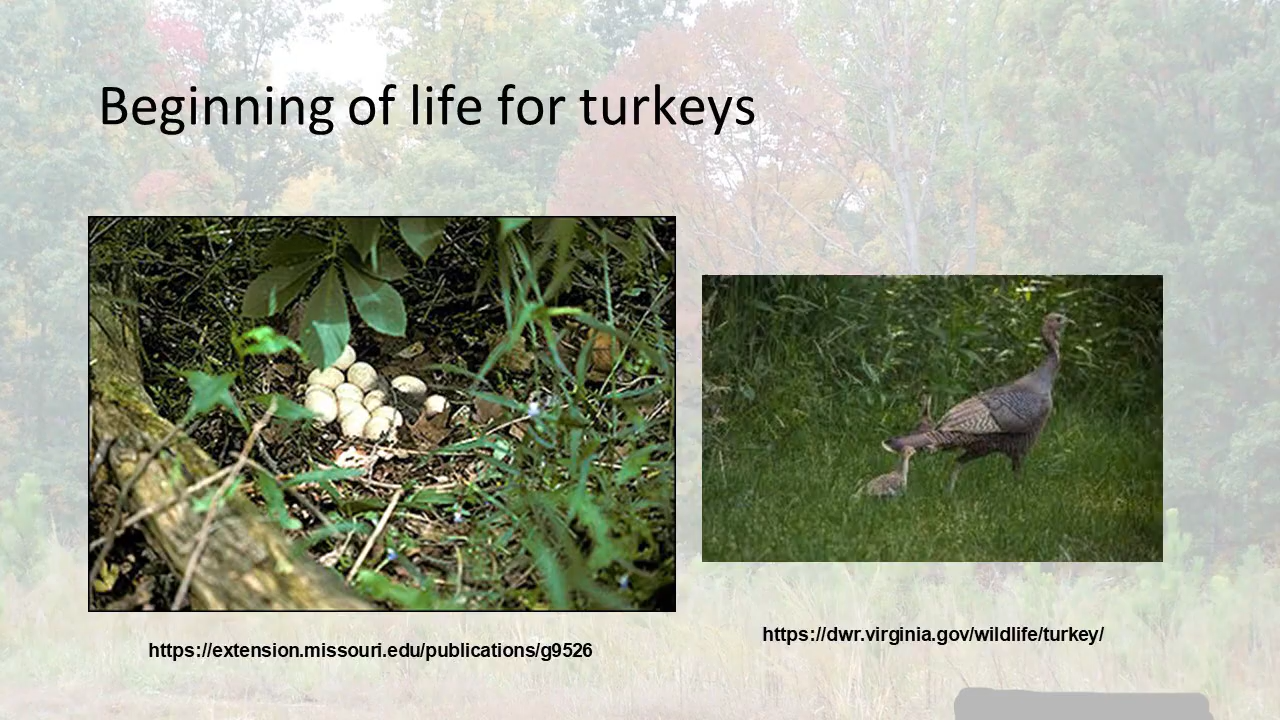 Beginning of life for turkeys
https://extension.missouri.edu/publications/g9526
https://dwr.virginia.gov/wildlife/turkey/